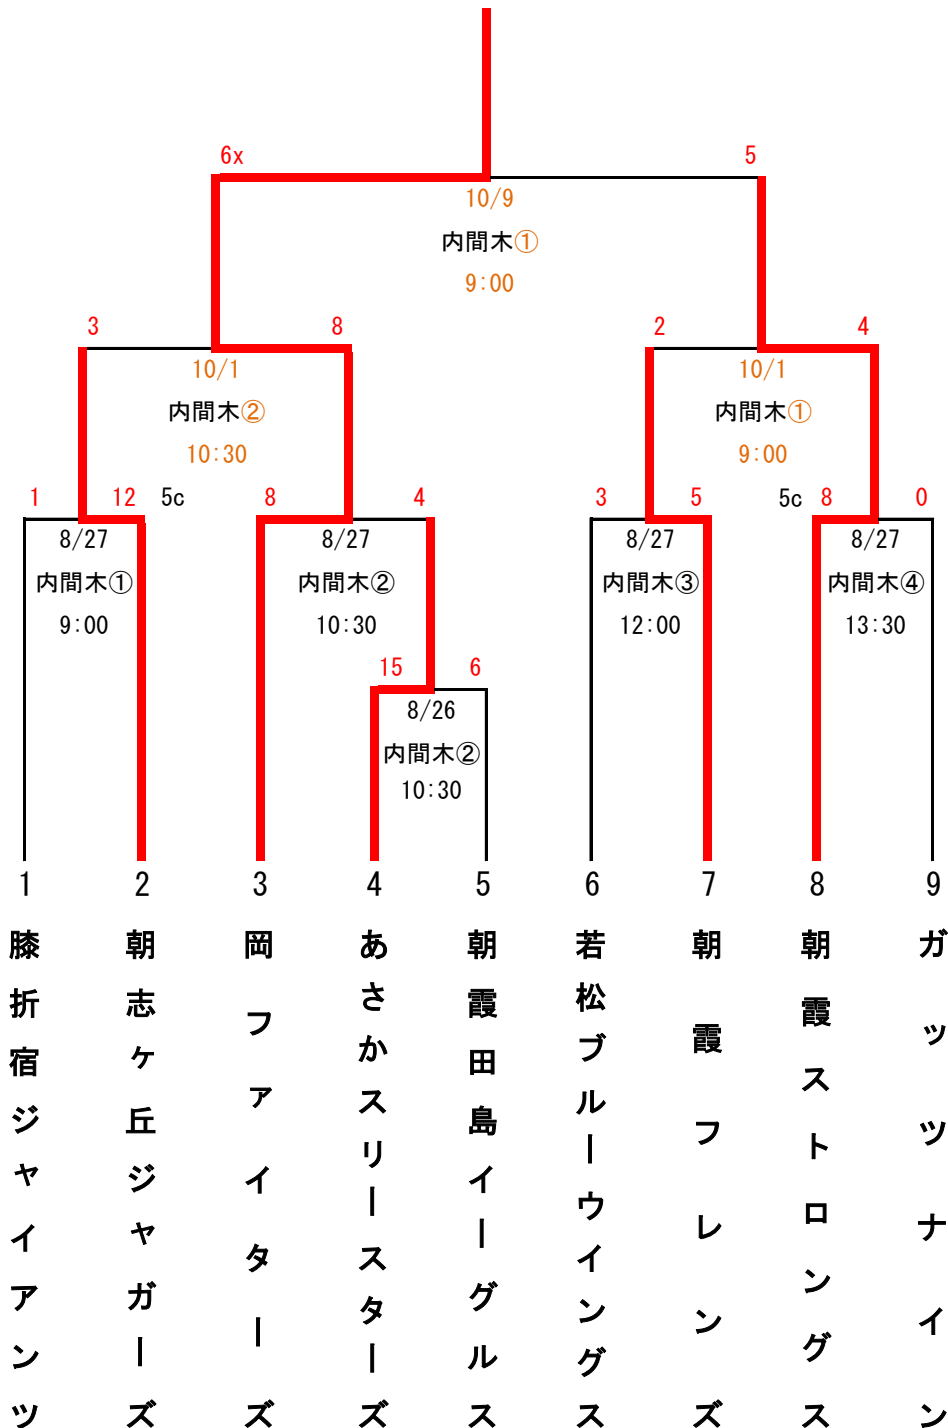 6x 5
10/9
内間木①
9:00
3 8 2 4
10/1 10/1
内間木② 内間木①
10:30 9:00
1 12 5c 8 4 3 5 5c 8 0
8/27 8/27 8/27 8/27
内間木① 内間木② 内間木③ 内間木④
9:00 10:30 12:00 13:30
15 6
8/26
内間木②
10:30
1 2 3 4 5 6 7 8 9
膝折宿ジャイアンツ
朝志ヶ丘ジャガーズ
岡ファイターズ
あさかスリースターズ
朝霞田島イーグルス
若松ブルーウイングス
朝霞フレンズ
朝霞ストロングス
ガッツナイン